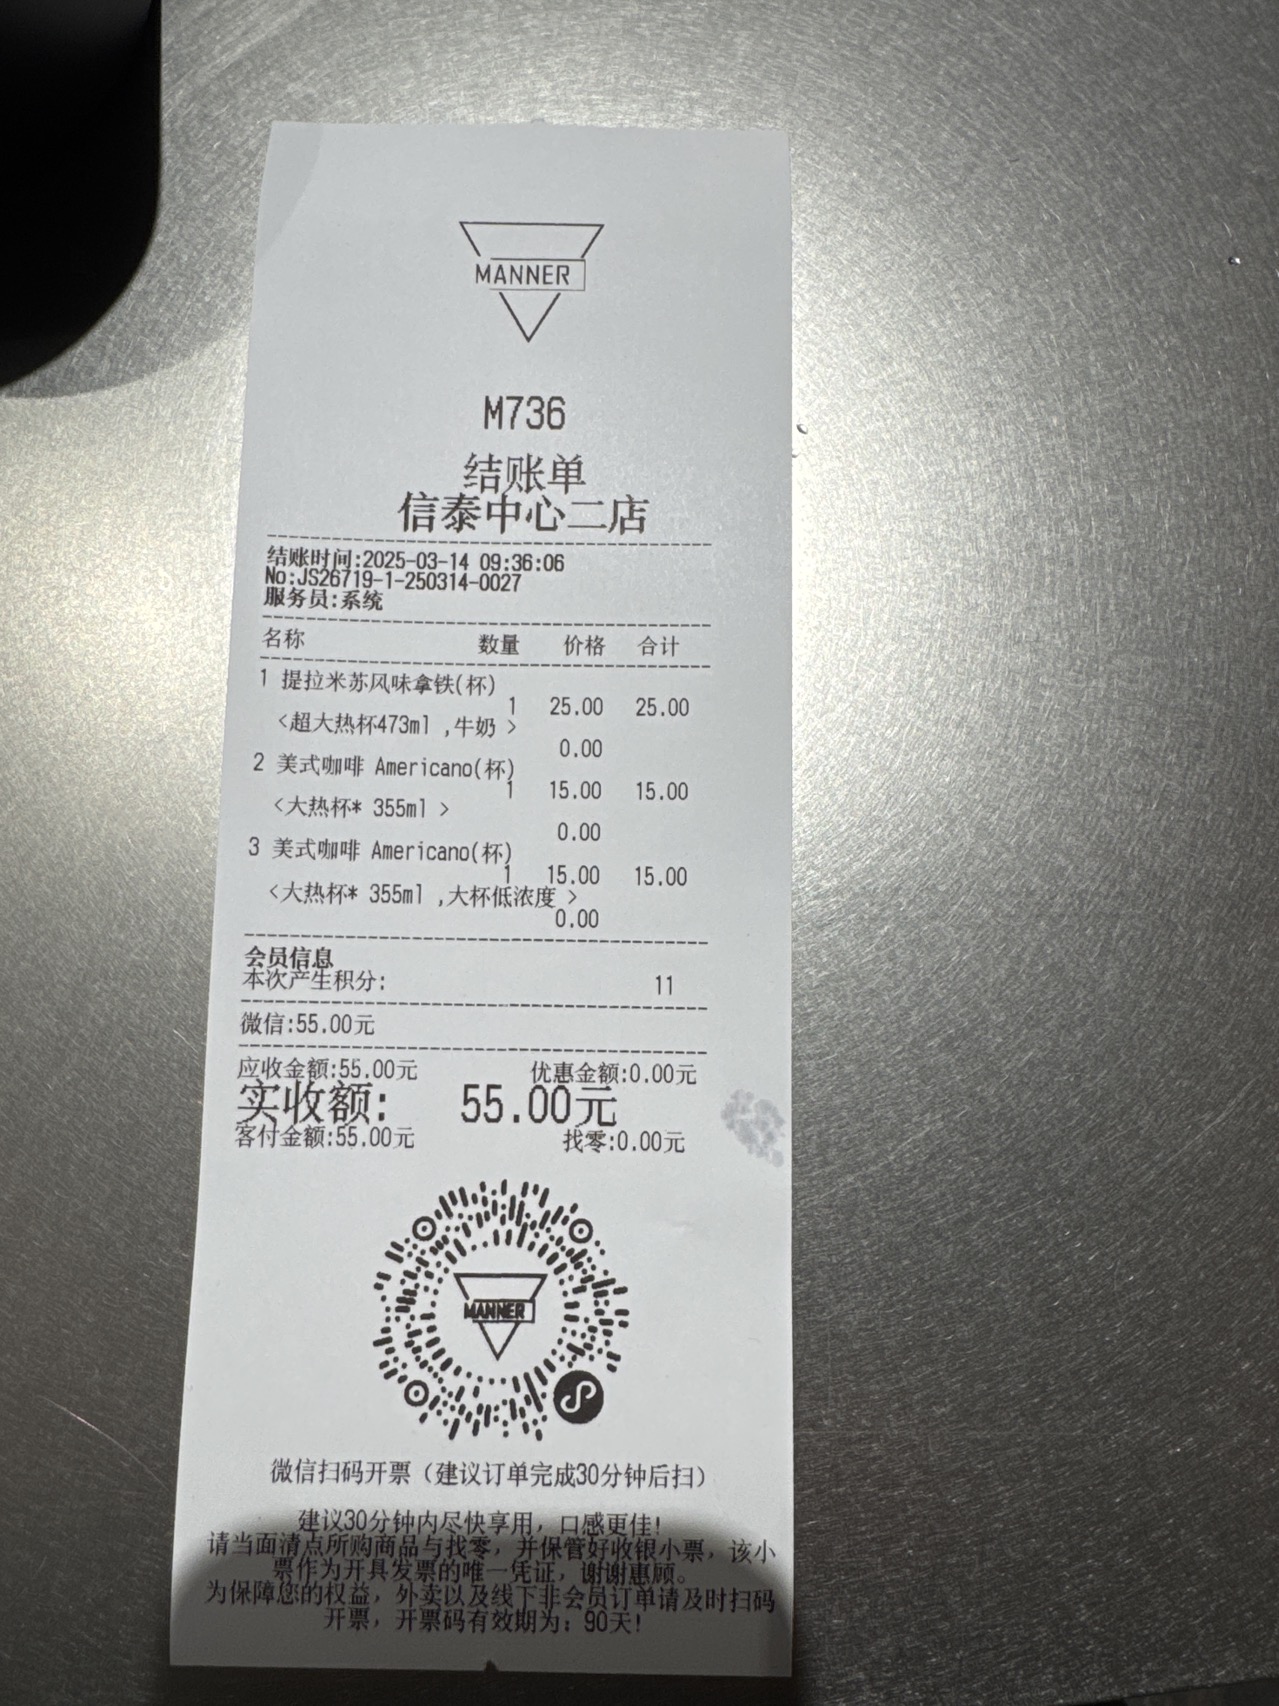 MANNER
M736
结账单
信泰中心二店
结账时间:2025-03-14 09:36:06
No:JS26719-1-250314-0027
服务员:系统
名称 数量 价格 合计
1 提拉米苏风味拿铁(杯)
1 25.00 25.00
<超大热杯473ml ,牛奶 >
0.00
2 美式咖啡 Americano(杯)
1 15.00 15.00
<大热杯* 355ml >
0.00
3 美式咖啡 Americano(杯)
1 15.00 15.00
<大热杯* 355ml ,大杯低浓度 >
0.00
会员信息
本次产生积分: 11
微信:55.00元
应收金额:55.00元 优惠金额:0.00元
实收额: 55.00元
客付金额:55.00元 找零:0.00元
MANNER
微信扫码开票（建议订单完成30分钟后扫）
建议30分钟内尽快享用，口感更佳!
请当面清点所购商品与找零，并保管好收银小票，该小
票作为开具发票的唯一凭证，谢谢惠顾。
为保障您的权益，外卖以及线下非会员订单请及时扫码
开票，开票码有效期为：90天!